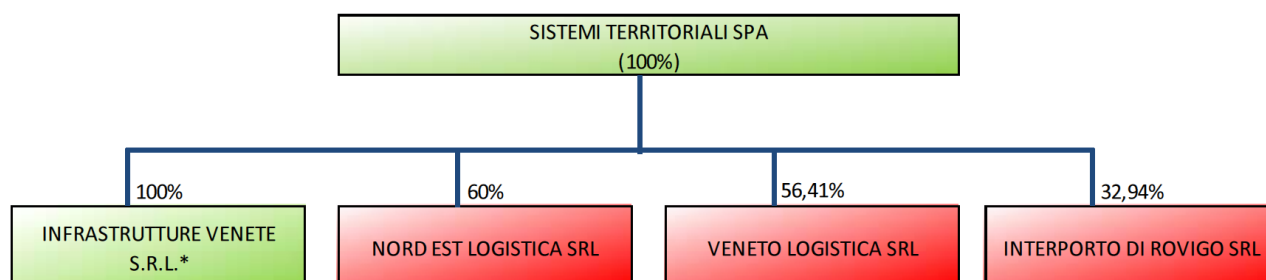 SISTEMI TERRITORIALI SPA
(100%)
100%
60%
56,41%
32,94%
INFRASTRUTTURE VENETE
S.R.L.*
NORD EST LOGISTICA SRL
VENETO LOGISTICA SRL
INTERPORTO DI ROVIGO SRL